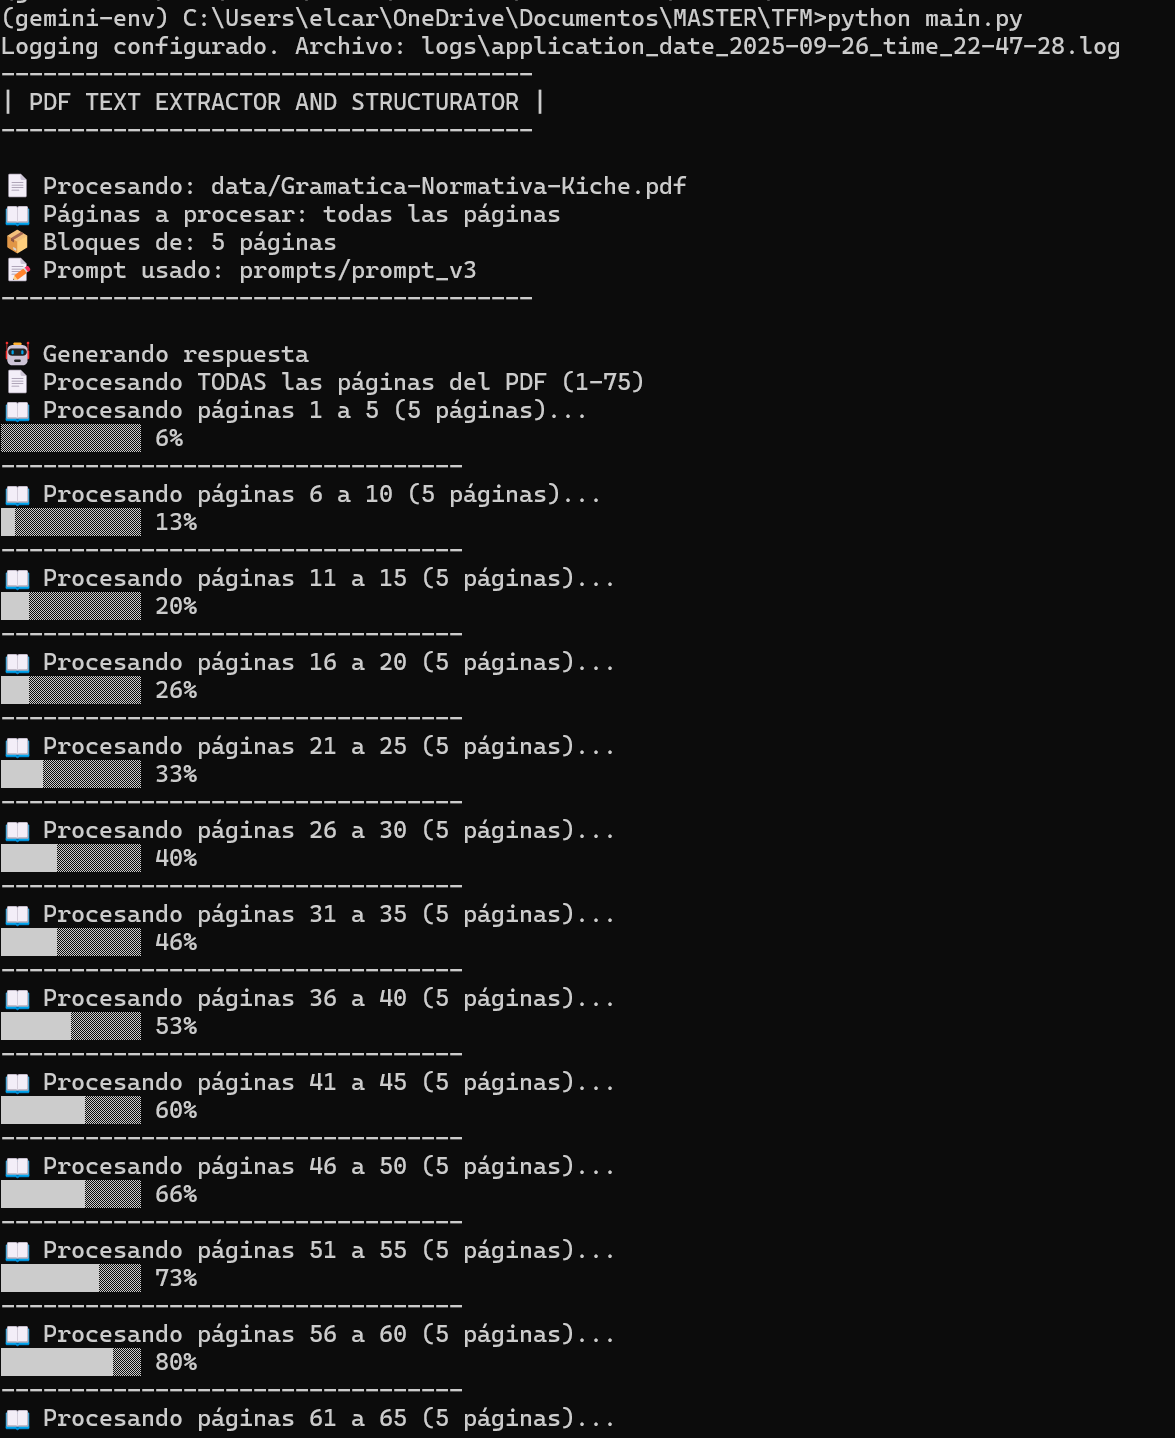 (gemini-env) C:\Users\elcar\OneDrive\Documentos\MASTER\TFM>python main.py
Logging configurado. Archivo: logs\application_date_2025-09-26_time_22-47-28.log
--------------------------------------
| PDF TEXT EXTRACTOR AND STRUCTURATOR |
--------------------------------------
📄 Procesando: data/Gramatica-Normativa-Kiche.pdf
📖 Páginas a procesar: todas las páginas
📦 Bloques de: 5 páginas
📝 Prompt usado: prompts/prompt_v3
--------------------------------------
🤖 Generando respuesta
📄 Procesando TODAS las páginas del PDF (1-75)
📖 Procesando páginas 1 a 5 (5 páginas)...
▒▒▒▒▒▒▒▒▒▒ 6%
---------------------------------
📖 Procesando páginas 6 a 10 (5 páginas)...
█▒▒▒▒▒▒▒▒▒ 13%
---------------------------------
📖 Procesando páginas 11 a 15 (5 páginas)...
██▒▒▒▒▒▒▒▒ 20%
---------------------------------
📖 Procesando páginas 16 a 20 (5 páginas)...
██▒▒▒▒▒▒▒▒ 26%
---------------------------------
📖 Procesando páginas 21 a 25 (5 páginas)...
███▒▒▒▒▒▒▒ 33%
---------------------------------
📖 Procesando páginas 26 a 30 (5 páginas)...
████▒▒▒▒▒▒ 40%
---------------------------------
📖 Procesando páginas 31 a 35 (5 páginas)...
████▒▒▒▒▒▒ 46%
---------------------------------
📖 Procesando páginas 36 a 40 (5 páginas)...
█████▒▒▒▒▒ 53%
---------------------------------
📖 Procesando páginas 41 a 45 (5 páginas)...
██████▒▒▒▒ 60%
---------------------------------
📖 Procesando páginas 46 a 50 (5 páginas)...
██████▒▒▒▒ 66%
---------------------------------
📖 Procesando páginas 51 a 55 (5 páginas)...
███████▒▒▒ 73%
---------------------------------
📖 Procesando páginas 56 a 60 (5 páginas)...
████████▒▒ 80%
---------------------------------
📖 Procesando páginas 61 a 65 (5 páginas)...